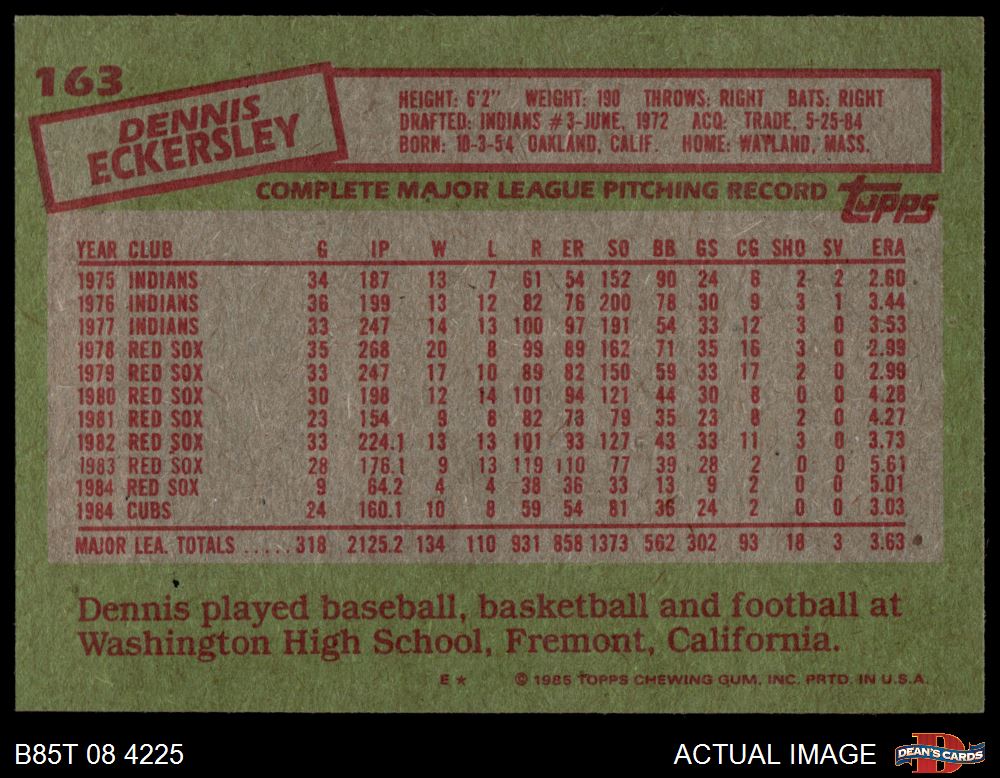 163
DENNIS
ECKERSLEY
HEIGHT: 6'2" WEIGHT: 190 THROWS: RIGHT BATS: RIGHT
DRAFTED: INDIANS #3-JUNE, 1972 ACQ: TRADE, 5-25-84
BORN: 10-3-54 OAKLAND, CALIF. HOME: WAYLAND, MASS.
COMPLETE MAJOR LEAGUE PITCHING RECORD topps
YEAR CLUB G IP W L R ER SO BB GS CG SHO SV ERA
1975 INDIANS 34 187 13 7 61 54 152 90 24 6 2 2 2.60
1976 INDIANS 36 199 13 12 82 76 200 78 30 9 3 1 3.44
1977 INDIANS 33 247 14 13 100 97 191 54 33 12 3 0 3.53
1978 RED SOX 35 268 20 8 99 89 162 71 35 16 3 0 2.99
1979 RED SOX 33 247 17 10 89 82 150 59 33 17 2 0 2.99
1980 RED SOX 30 198 12 14 101 94 121 44 30 8 0 0 4.28
1981 RED SOX 23 154 9 8 82 73 79 35 23 8 2 0 4.27
1982 RED SOX 33 224.1 13 13 101 93 127 43 33 11 3 0 3.73
1983 RED SOX 28 176.1 9 13 119 110 77 39 28 2 0 0 5.61
1984 RED SOX 9 64.2 4 4 38 36 33 13 9 2 0 0 5.01
1984 CUBS 24 160.1 10 8 59 54 81 36 24 2 0 0 3.03
MAJOR LEA. TOTALS ..... 318 2125.2 134 110 931 858 1373 562 302 93 18 3 3.63
Dennis played baseball, basketball and football at
Washington High School, Fremont, California.
E* © 1985 TOPPS CHEWING GUM, INC. PRTD. IN U.S.A.
B85T 08 4225 ACTUAL IMAGE DEAN'S CARDS